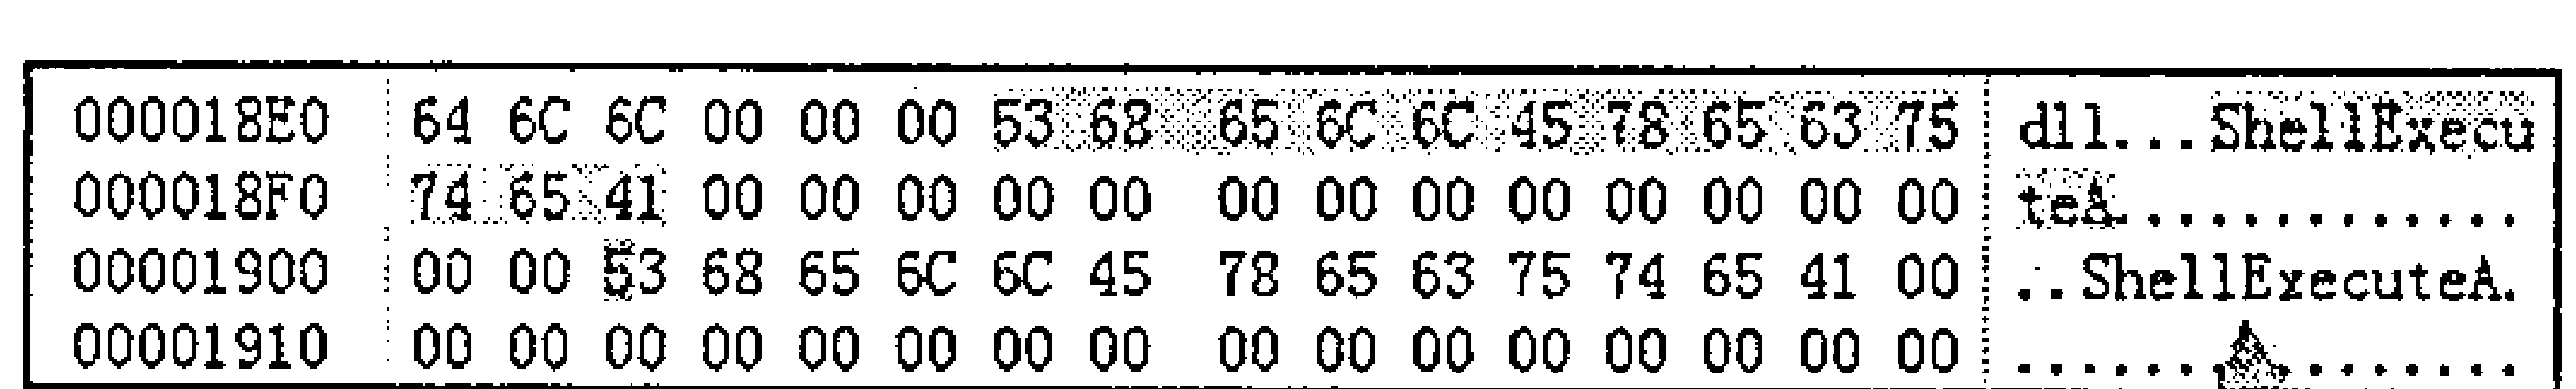 000018E0 64 6C 6C 00 00 00 53 68 65 6C 6C 45 78 65 63 75 dll...ShellExecu
000018F0 74 65 41 00 00 00 00 00 00 00 00 00 00 00 00 00 teA.............
00001900 00 00 53 68 65 6C 6C 45 78 65 63 75 74 65 41 00 ..ShellExecuteA.
00001910 00 00 00 00 00 00 00 00 00 00 00 00 00 00 00 00 ................